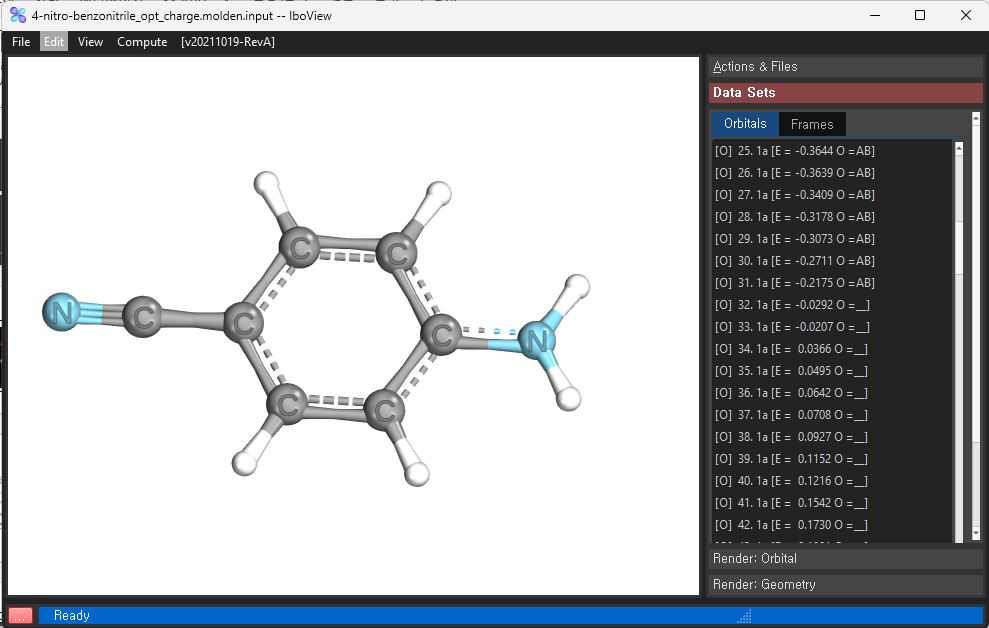 4-nitro-benzonitrile_opt_charge.molden.input -- IboView
File Edit View Compute [v20211019-RevA]
Actions & Files
Data Sets
Orbitals Frames
[O] 25. 1a [E = -0.3644 O =AB]
[O] 26. 1a [E = -0.3639 O =AB]
[O] 27. 1a [E = -0.3409 O =AB]
[O] 28. 1a [E = -0.3178 O =AB]
[O] 29. 1a [E = -0.3073 O =AB]
[O] 30. 1a [E = -0.2711 O =AB]
[O] 31. 1a [E = -0.2175 O =AB]
[O] 32. 1a [E = -0.0292 O =__]
[O] 33. 1a [E = -0.0207 O =__]
[O] 34. 1a [E = 0.0366 O =__]
[O] 35. 1a [E = 0.0495 O =__]
[O] 36. 1a [E = 0.0642 O =__]
[O] 37. 1a [E = 0.0708 O =__]
[O] 38. 1a [E = 0.0927 O =__]
[O] 39. 1a [E = 0.1152 O =__]
[O] 40. 1a [E = 0.1216 O =__]
[O] 41. 1a [E = 0.1542 O =__]
[O] 42. 1a [E = 0.1730 O =__]
Render: Orbital
Render: Geometry
C C
N C C C N
C C
... Ready